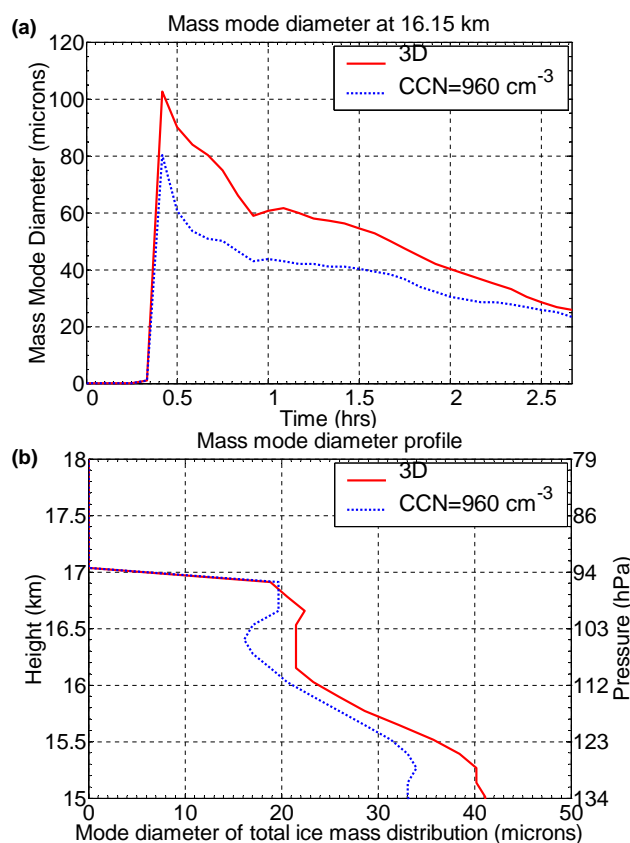 (a)
Mass mode diameter at 16.15 km
3D
CCN=960 cm-3
Mass Mode Diameter (microns)
120
100
80
60
40
20
0
0 0.5 1 1.5 2 2.5
Time (hrs)
(b)
Mass mode diameter profile
3D
CCN=960 cm-3
Height (km)
18
17.5
17
16.5
16
15.5
15
79
86
94
103
112
123
134
Pressure (hPa)
0 10 20 30 40 50
Mode diameter of total ice mass distribution (microns)